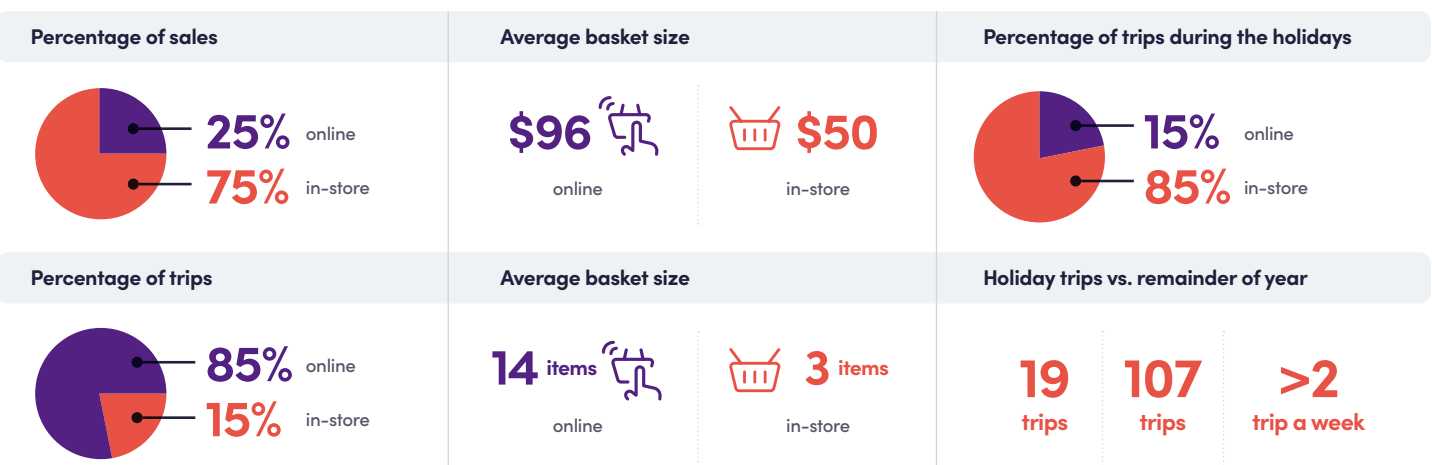 Percentage of sales
25% online
75% in-store
Average basket size
$96 $50
online in-store
Percentage of trips during the holidays
15% online
85% in-store
Percentage of trips
85% online
15% in-store
Average basket size
14 items 3 items
online in-store
Holiday trips vs. remainder of year
19 107 >2
trips trips trip a week